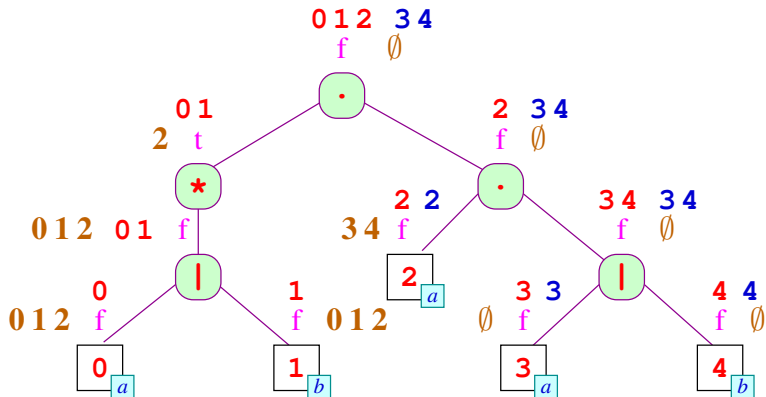 0 1 2 3 4
f ∅
·
0 1
2 t
*
2 3 4
f ∅
·
0 1 2 0 1 f
|
2 2
3 4 f
2
a
3 4 3 4
f ∅
|
0
0 1 2 f
0
a
1
f 0 1 2
1
b
3 3
∅ f
3
a
4 4
f ∅
4
b